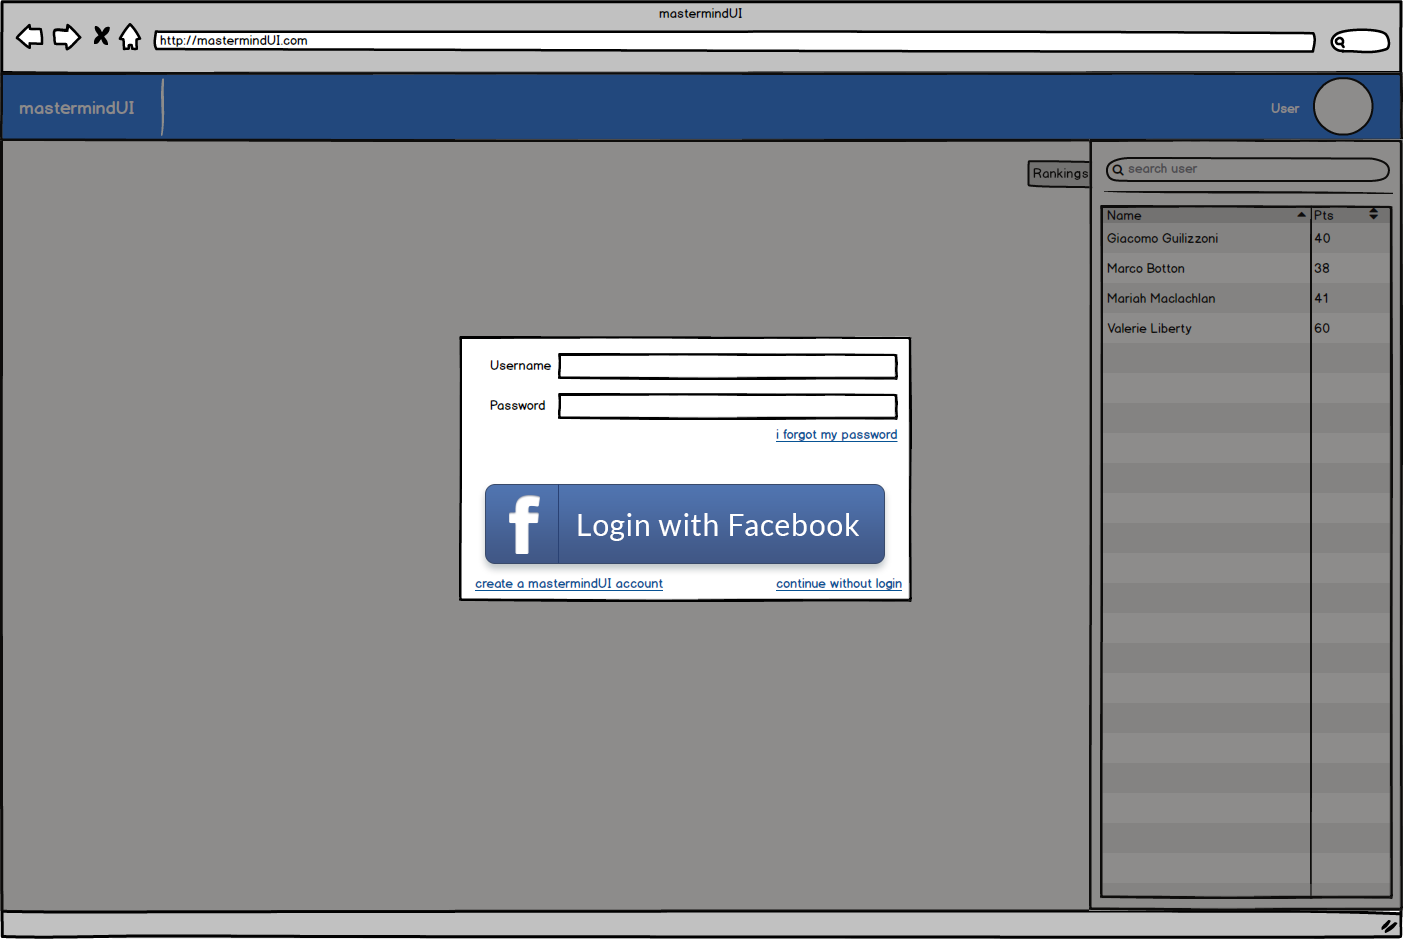 mastermindUI
http://mastermindUI.com
mastermindUI
User
Rankings
search user
Name Pts
Giacomo Guilizzoni 40
Marco Botton 38
Mariah Maclachlan 41
Valerie Liberty 60
Username
Password
i forgot my password
f Login with Facebook
create a mastermindUI account continue without login